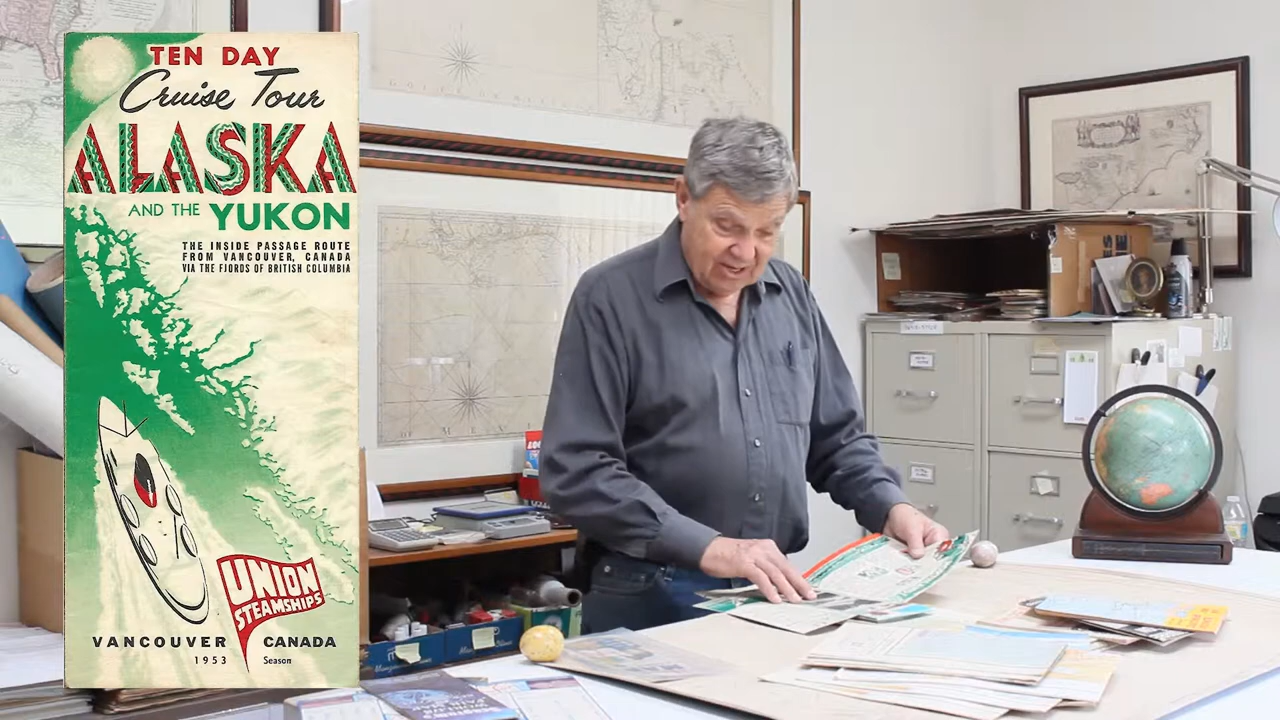 TEN DAY
Cruise Tour
ALASKA
AND THE YUKON
THE INSIDE PASSAGE ROUTE
FROM VANCOUVER, CANADA
VIA THE FJORDS OF BRITISH COLUMBIA
UNION
STEAMSHIPS
VANCOUVER CANADA
1953 Season